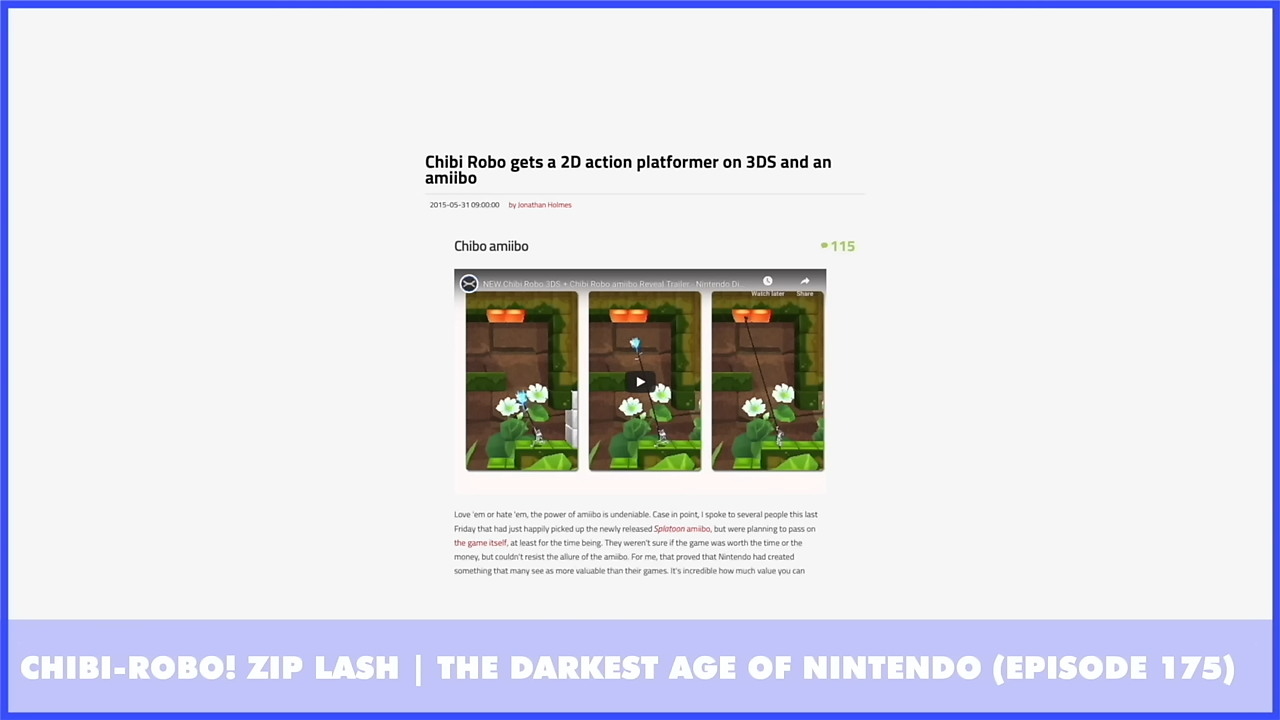 Chibi Robo gets a 2D action platformer on 3DS and an
amiibo
2015-05-31 09:00:00 by Jonathan Holmes
Chibo amiibo 115
NEW Chibi Robo 3DS + Chibi Robo amiibo Reveal Trailer - Nintendo Di...
Watch later Share
Love 'em or hate 'em, the power of amiibo is undeniable. Case in point, I spoke to several people this last
Friday that had just happily picked up the newly released Splatoon amiibo, but were planning to pass on
the game itself, at least for the time being. They weren't sure if the game was worth the time or the
money, but couldn't resist the allure of the amiibo. For me, that proved that Nintendo had created
something that many see as more valuable than their games. It's incredible how much value you can
CHIBI-ROBO! ZIP LASH | THE DARKEST AGE OF NINTENDO (EPISODE 175)